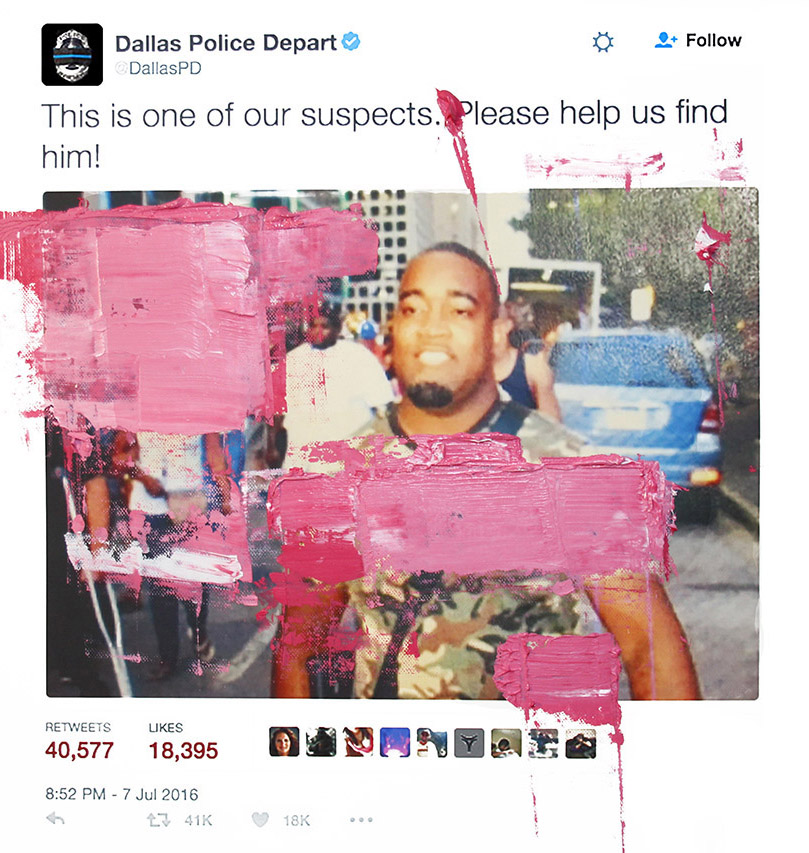 Dallas Police Depart
@DallasPD
Follow
This is one of our suspects. Please help us find
him!
RETWEETS
LIKES
40,577
18,395
8:52 PM - 7 Jul 2016
41K
18K